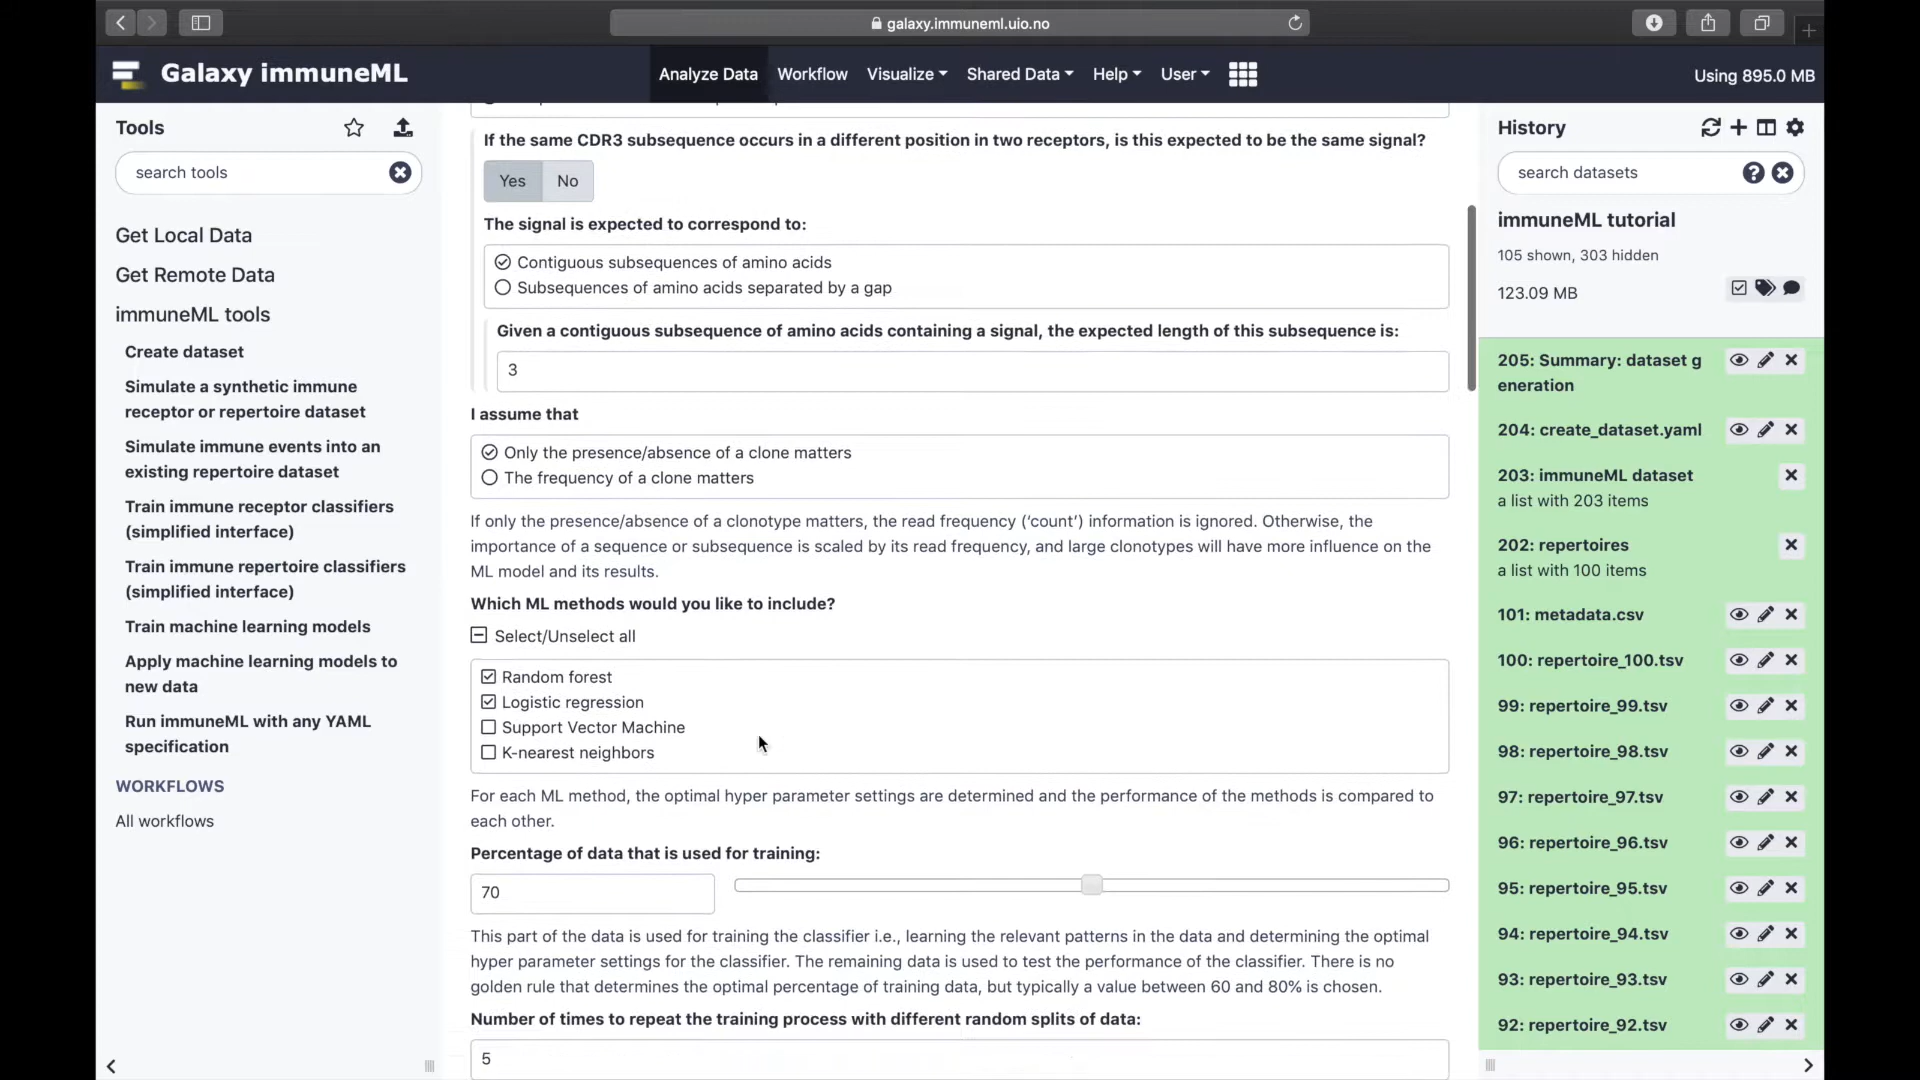 galaxy.immuneml.uio.no
Galaxy immuneML
Analyze Data
Workflow
Visualize
Shared Data
Help
User
Using 895.0 MB
Tools
search tools
Get Local Data
Get Remote Data
immuneML tools
Create dataset
Simulate a synthetic immune
receptor or repertoire dataset
Simulate immune events into an
existing repertoire dataset
Train immune receptor classifiers
(simplified interface)
Train immune repertoire classifiers
(simplified interface)
Train machine learning models
Apply machine learning models to
new data
Run immuneML with any YAML
specification
WORKFLOWS
All workflows
If the same CDR3 subsequence occurs in a different position in two receptors, is this expected to be the same signal?
Yes
No
The signal is expected to correspond to:
Contiguous subsequences of amino acids
Subsequences of amino acids separated by a gap
Given a contiguous subsequence of amino acids containing a signal, the expected length of this subsequence is:
3
I assume that
Only the presence/absence of a clone matters
The frequency of a clone matters
If only the presence/absence of a clonotype matters, the read frequency (‘count’) information is ignored. Otherwise, the
importance of a sequence or subsequence is scaled by its read frequency, and large clonotypes will have more influence on the
ML model and its results.
Which ML methods would you like to include?
Select/Unselect all
Random forest
Logistic regression
Support Vector Machine
K-nearest neighbors
For each ML method, the optimal hyper parameter settings are determined and the performance of the methods is compared to
each other.
Percentage of data that is used for training:
70
This part of the data is used for training the classifier i.e., learning the relevant patterns in the data and determining the optimal
hyper parameter settings for the classifier. The remaining data is used to test the performance of the classifier. There is no
golden rule that determines the optimal percentage of training data, but typically a value between 60 and 80% is chosen.
Number of times to repeat the training process with different random splits of data:
5
History
search datasets
immuneML tutorial
105 shown, 303 hidden
123.09 MB
205: Summary: dataset g
eneration
204: create_dataset.yaml
203: immuneML dataset
a list with 203 items
202: repertoires
a list with 100 items
101: metadata.csv
100: repertoire_100.tsv
99: repertoire_99.tsv
98: repertoire_98.tsv
97: repertoire_97.tsv
96: repertoire_96.tsv
95: repertoire_95.tsv
94: repertoire_94.tsv
93: repertoire_93.tsv
92: repertoire_92.tsv